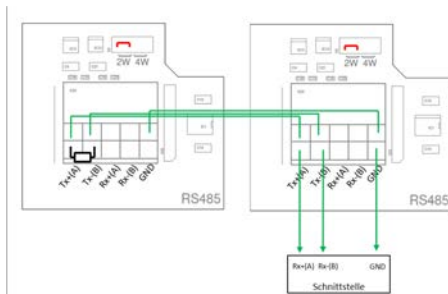 2W 4W
Tx+(A) Tx-(B) Rx+(A) Rx-(B) GND
RS485
2W 4W
Tx+(A) Tx-(B) Rx+(A) Rx-(B) GND
RS485
Rx+(A) Rx-(B) GND
Schnittstelle